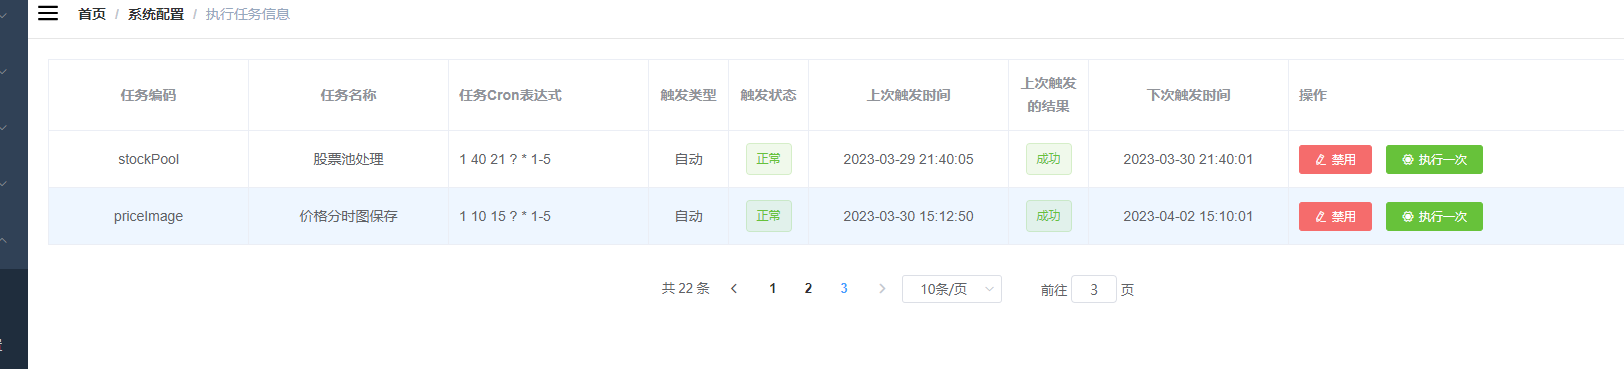 首页 / 系统配置 / 执行任务信息
任务编码 任务名称 任务Cron表达式 触发类型 触发状态 上次触发时间 上次触发的结果 下次触发时间 操作
stockPool 股票池处理 1 40 21 ? * 1-5 自动 正常 2023-03-29 21:40:05 成功 2023-03-30 21:40:01 禁用 执行一次
priceImage 价格分时图保存 1 10 15 ? * 1-5 自动 正常 2023-03-30 15:12:50 成功 2023-04-02 15:10:01 禁用 执行一次
共 22 条 1 2 3 10条/页 前往 3 页